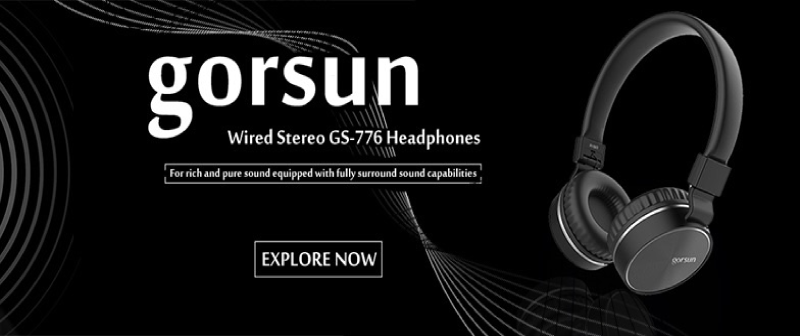 gorsun
Wired Stereo GS-776 Headphones
For rich and pure sound equipped with fully surround sound capabilities
EXPLORE NOW
gorsun